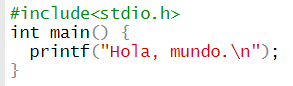 #include<stdio.h>
int main() {
  printf("Hola, mundo.\n");
}